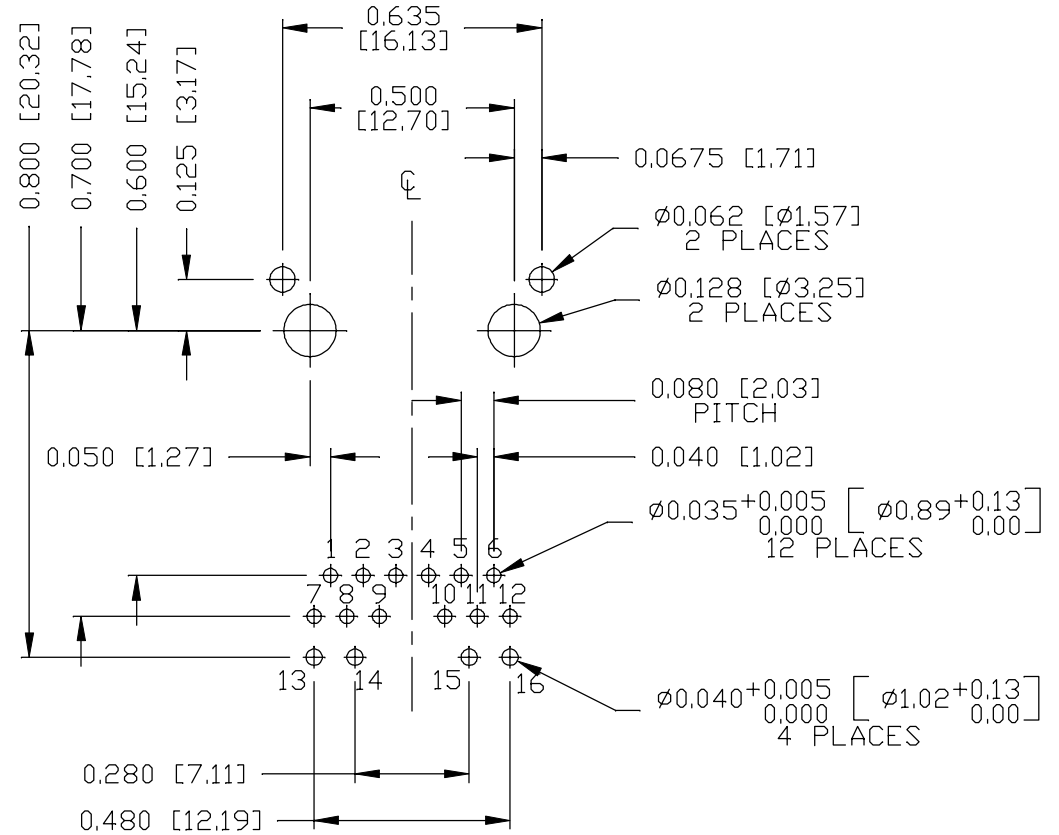 0.635
[16.13]
0.500
[12.70]
0.800 [20.32]
0.700 [17.78]
0.600 [15.24]
0.125 [3.17]
0.0675 [1.71]
℄
Ø0.062 [Ø1.57]
2 PLACES
Ø0.128 [Ø3.25]
2 PLACES
0.080 [2.03]
PITCH
0.050 [1.27]
0.040 [1.02]
Ø0.035 +0.005 0.000 [Ø0.89 +0.13 0.00]
12 PLACES
1 2 3 4 5 6
7 8 9 10 11 12
13 14 15 16
Ø0.040 +0.005 0.000 [Ø1.02 +0.13 0.00]
4 PLACES
0.280 [7.11]
0.480 [12.19]